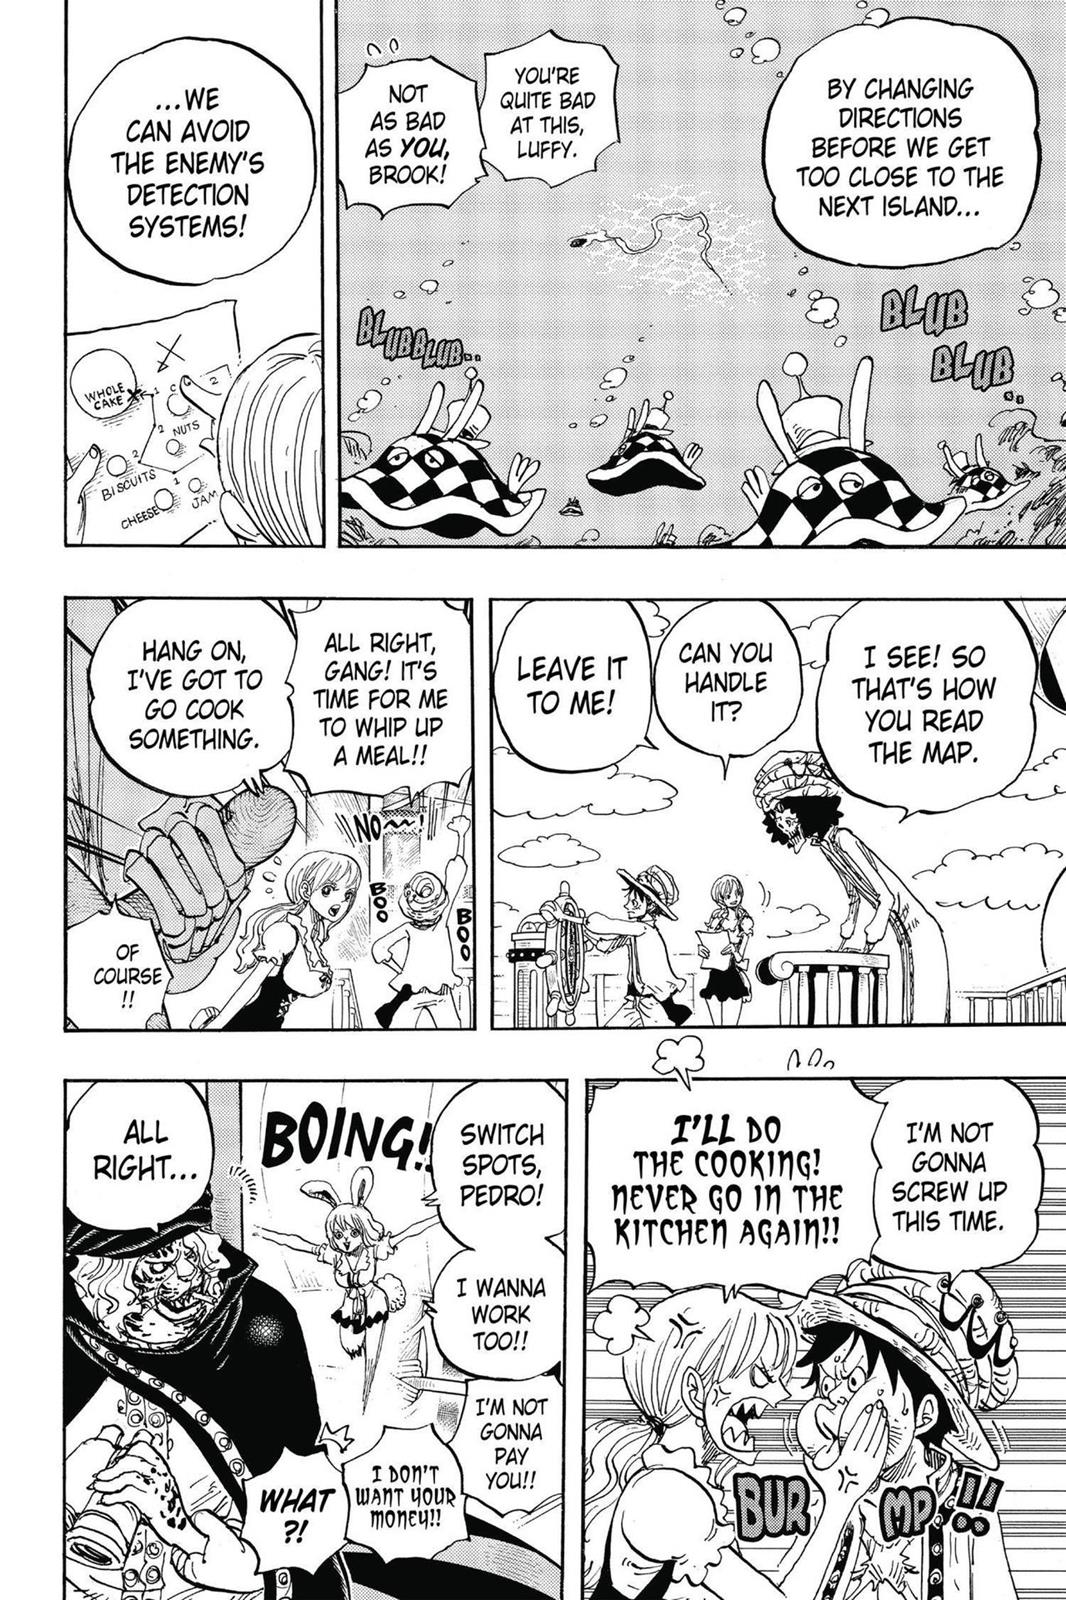 BY CHANGING
DIRECTIONS
BEFORE WE GET
TOO CLOSE TO THE
NEXT ISLAND...
YOU'RE
QUITE BAD
AT THIS,
LUFFY.
NOT
AS BAD
AS YOU,
BROOK!
BLUB
BLUB..
BLUBBLUB..
...WE
CAN AVOID
THE ENEMY'S
DETECTION
SYSTEMS!
WHOLE
CAKE
1 C 2
2 NUTS
2
BISCUITS
1
JAM
CHEESE
I SEE! SO
THAT'S HOW
YOU READ
THE MAP.
CAN YOU
HANDLE
IT?
LEAVE IT
TO ME!
ALL RIGHT,
GANG! IT'S
TIME FOR ME
TO WHIP UP
A MEAL!!
HANG ON,
I'VE GOT TO
GO COOK
SOMETHING.
NO~~!
BOO
BOO
OF
COURSE
!!
I'M NOT
GONNA
SCREW UP
THIS TIME.
I'LL DO
THE COOKING!
NEVER GO IN THE
KITCHEN AGAIN!!
BUR
MP!!
SWITCH
SPOTS,
PEDRO!
BOING!!
I WANNA
WORK
TOO!!
ALL
RIGHT...
I'M NOT
GONNA
PAY
YOU!!
I DON'T
WANT YOUR
MONEY!!
WHAT
?!